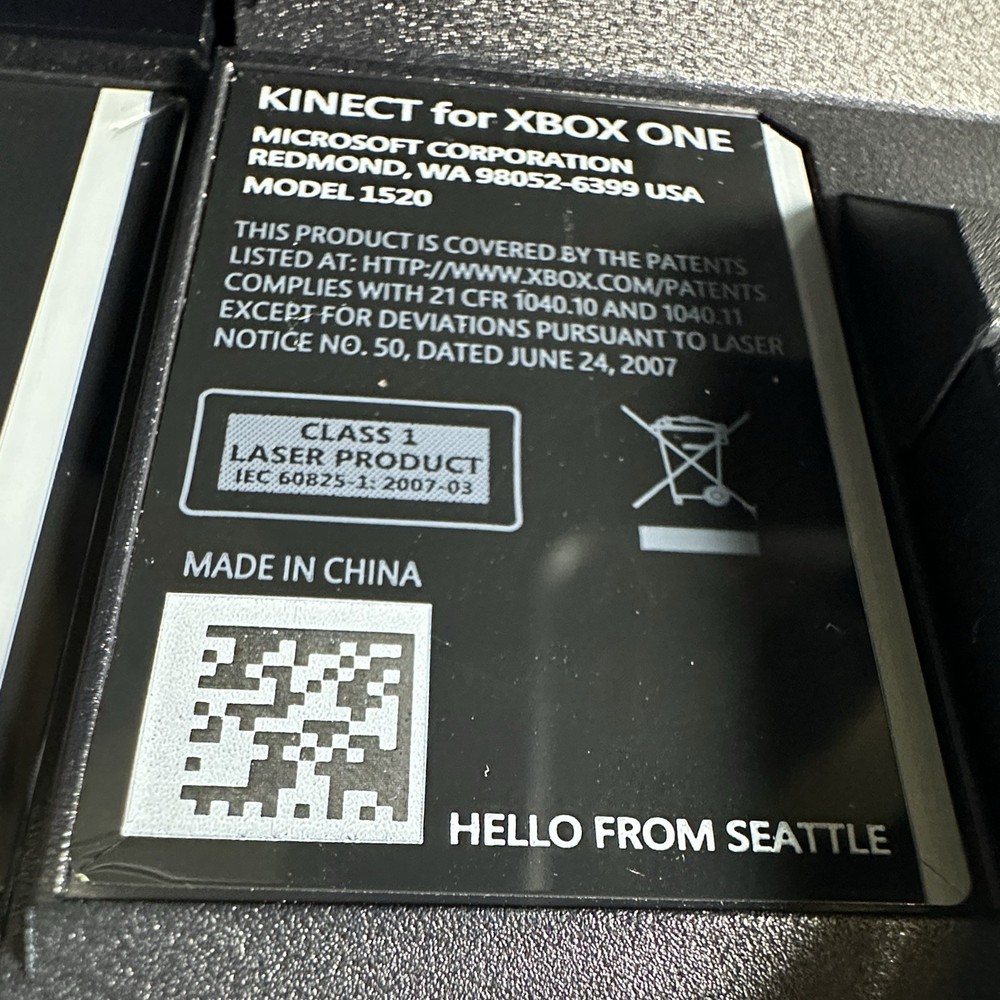 KINECT for XBOX ONE
MICROSOFT CORPORATION
REDMOND, WA 98052-6399 USA
MODEL 1520
THIS PRODUCT IS COVERED BY THE PATENTS
LISTED AT: HTTP://WWW.XBOX.COM/PATENTS
COMPLIES WITH 21 CFR 1040.10 AND 1040.11
EXCEPT FOR DEVIATIONS PURSUANT TO LASER
NOTICE NO. 50, DATED JUNE 24, 2007
CLASS 1
LASER PRODUCT
IEC 60825-1: 2007-03
MADE IN CHINA
HELLO FROM SEATTLE